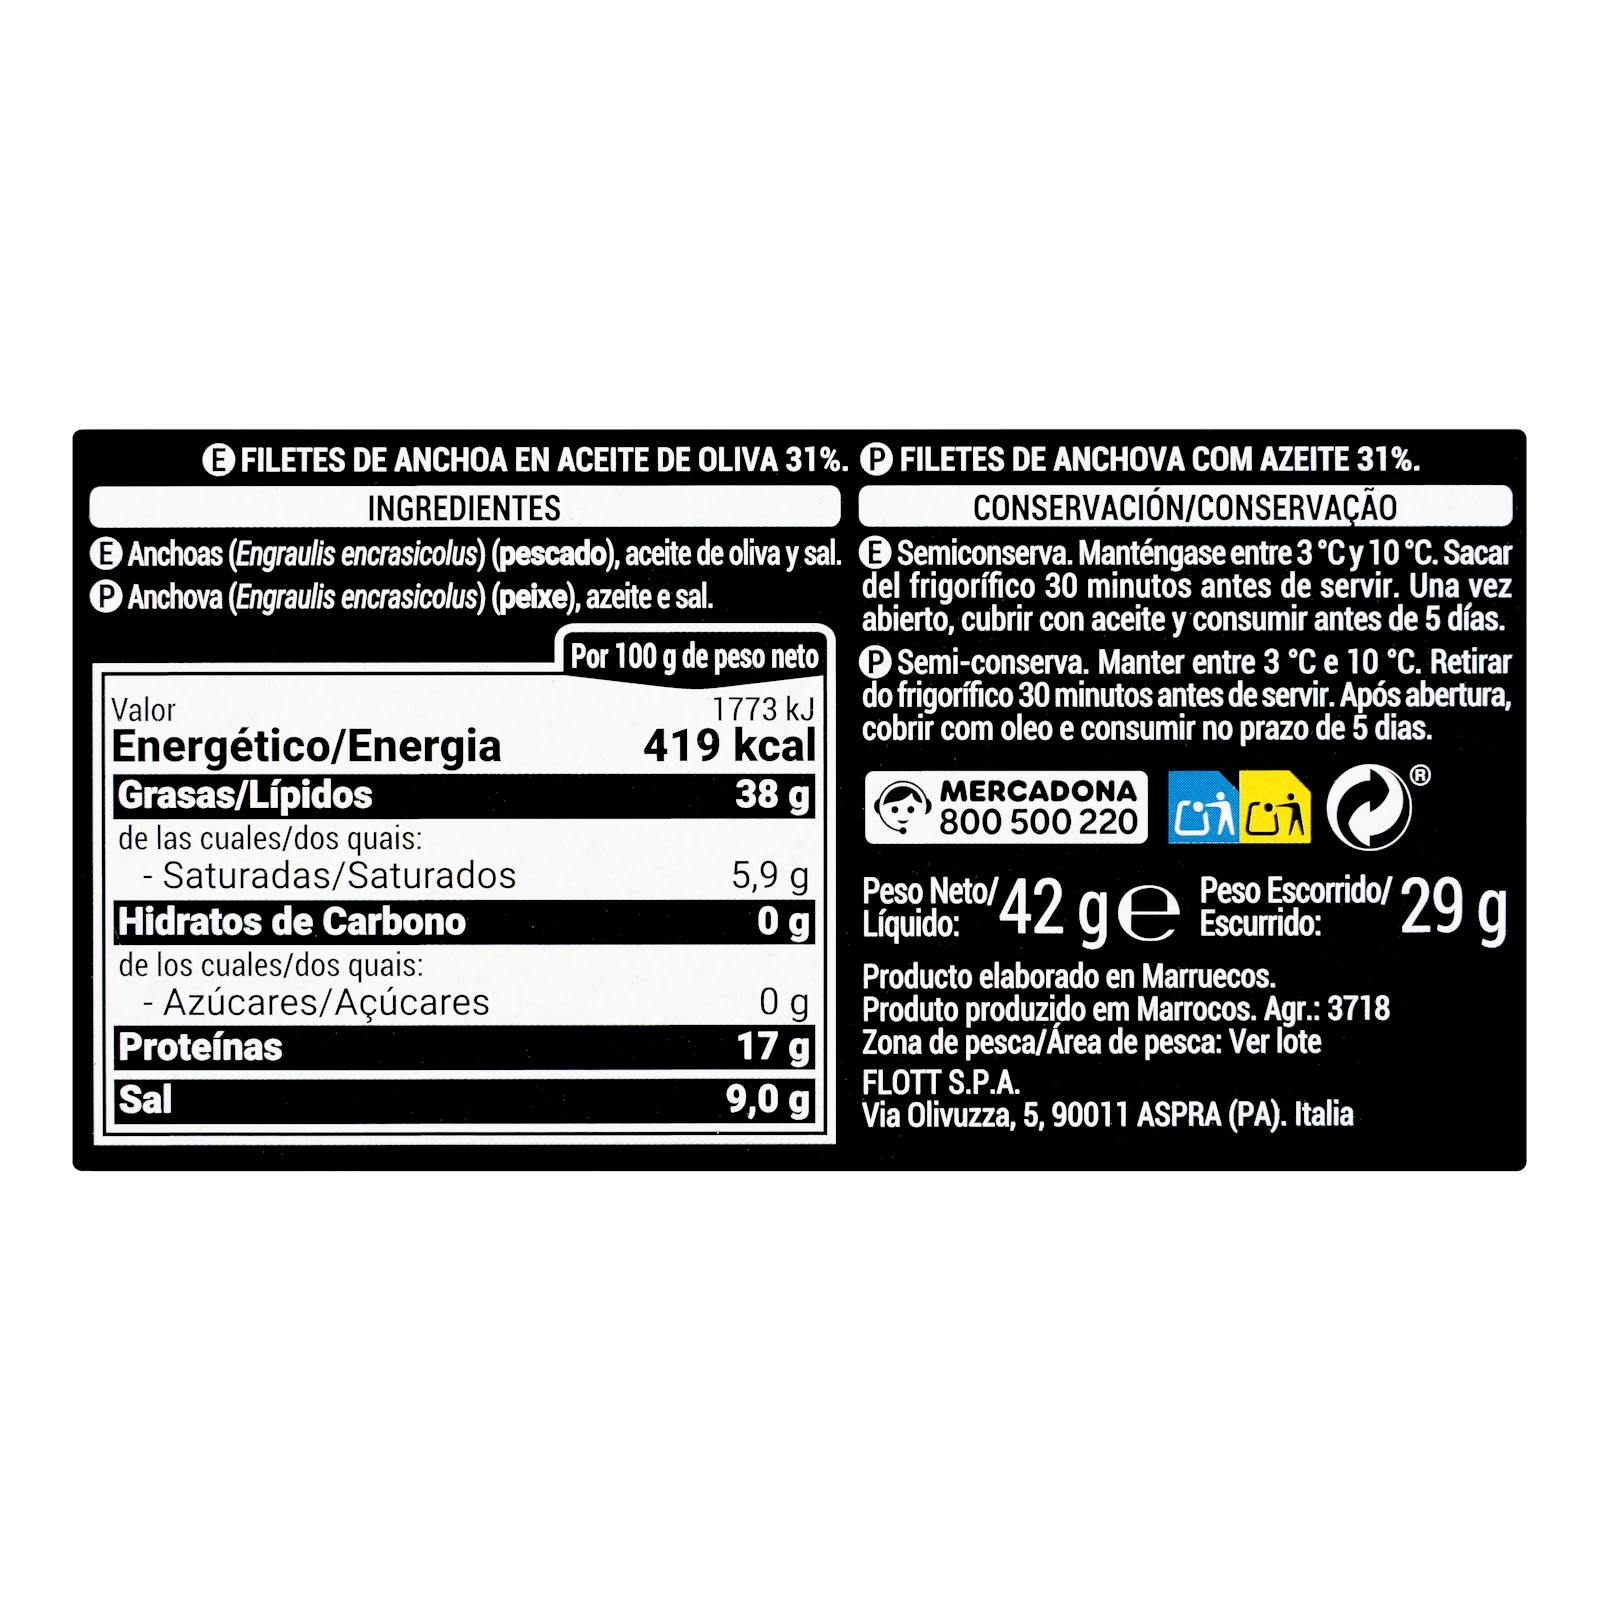 E FILETES DE ANCHOA EN ACEITE DE OLIVA 31%. P FILETES DE ANCHOVA COM AZEITE 31%.
INGREDIENTES
E Anchoas (Engraulis encrasicolus) (pescado), aceite de oliva y sal.
P Anchova (Engraulis encrasicolus) (peixe), azeite e sal.
Por 100 g de peso neto
Valor 1773 kJ
Energético/Energia 419 kcal
Grasas/Lípidos 38 g
de las cuales/dos quais:
- Saturadas/Saturados 5,9 g
Hidratos de Carbono 0 g
de los cuales/dos quais:
- Azúcares/Açúcares 0 g
Proteínas 17 g
Sal 9,0 g
CONSERVACIÓN/CONSERVAÇÃO
E Semiconserva. Manténgase entre 3 °C y 10 °C. Sacar
del frigorífico 30 minutos antes de servir. Una vez
abierto, cubrir con aceite y consumir antes de 5 días.
P Semi-conserva. Manter entre 3 °C e 10 °C. Retirar
do frigorífico 30 minutos antes de servir. Após abertura,
cobrir com oleo e consumir no prazo de 5 dias.
MERCADONA
800 500 220
®
Peso Neto/
Líquido: 42 g ℮
Peso Escorrido/
Escurrido: 29 g
Producto elaborado en Marruecos.
Produto produzido em Marrocos. Agr.: 3718
Zona de pesca/Área de pesca: Ver lote
FLOTT S.P.A.
Via Olivuzza, 5, 90011 ASPRA (PA). Italia